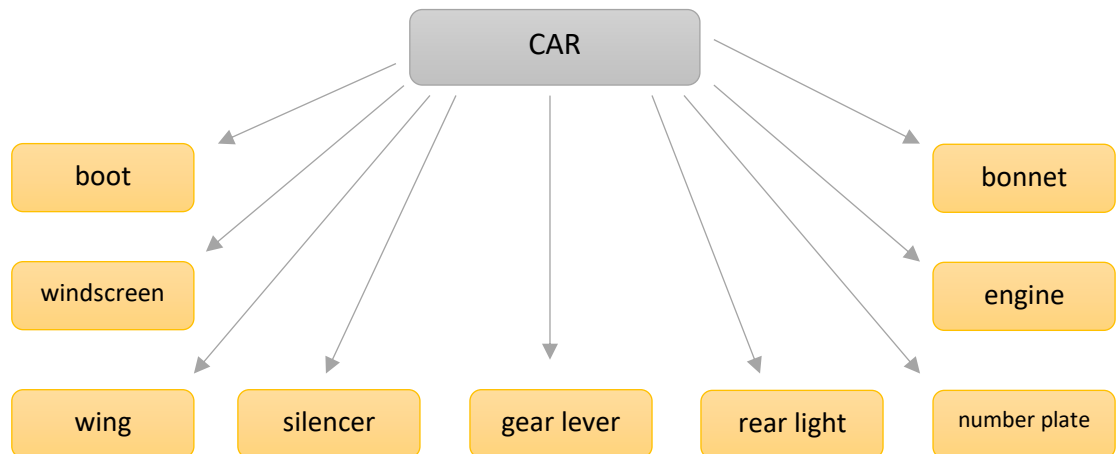 CAR
boot
bonnet
windscreen
engine
wing
silencer
gear lever
rear light
number plate